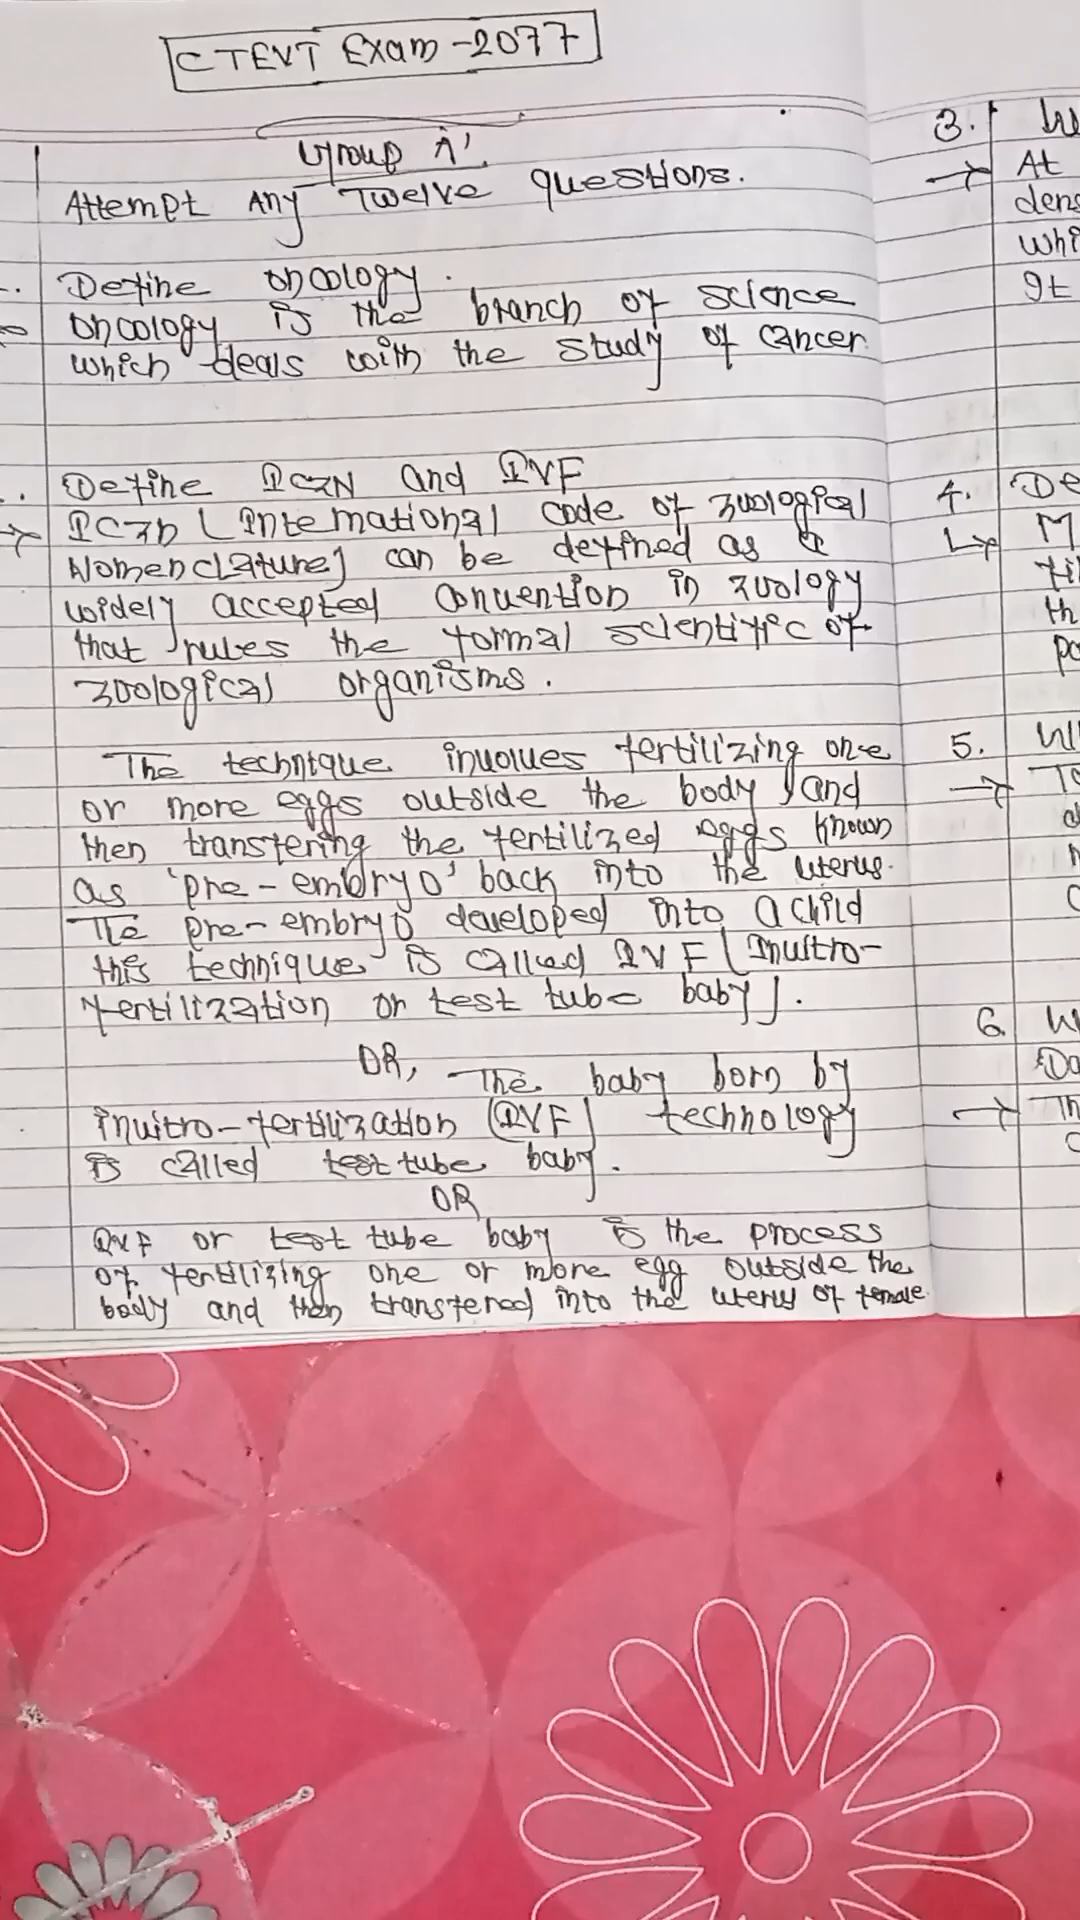 CTEVT Exam-2077
Group 'A'
Attempt Any Twelve questions.
Define oncology.
oncology is the branch of science
which deals with the study of cancer.
Define ICZN and IVF
ICZN (International code of zoological
Nomenclature) can be defined as a
widely accepted convention in zoology
that rules the formal scientific of
zoological organisms.
The technique involves fertilizing one
or more eggs outside the body and
then transfering the fertilized eggs known
as 'pre-embryo' back into the uterus.
The pre-embryo developed into a child
this technique is called IVF (Invitro-
fertilization or test tube baby).
OR, The baby born by
invitro-fertilization (IVF) technology
is called test tube baby.
OR
IVF or test tube baby is the process
of fertilizing one or more egg outside the
body and then transfered into the uterus of female.
3.
At
9t
4. De
M
th
5.
6.
Th